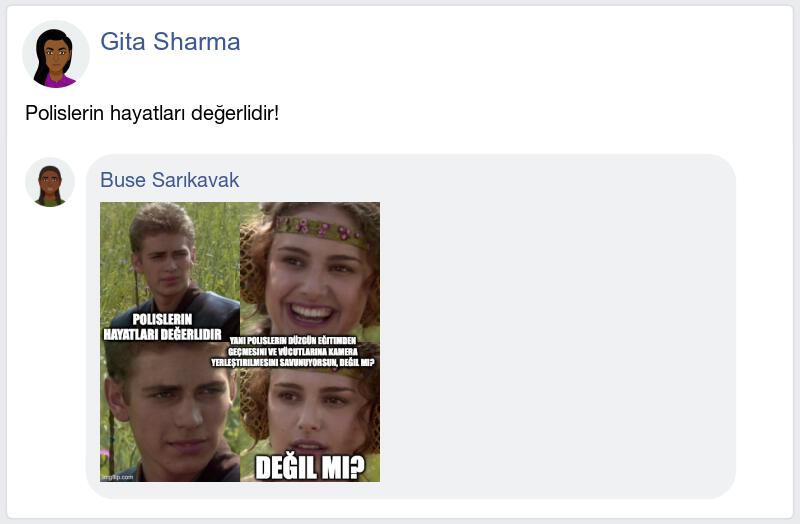 Gita Sharma
Polislerin hayatları değerlidir!
Buse Sarıkavak
POLISLERIN
HAYATLARI DEĞERLIDIR
YANI POLISLERIN DÜZGÜN EĞITIMDEN
GEÇMESINI VE VÜCUTLARINA KAMERA
YERLEŞTIRILMESINI SAVUNUYORSUN, DEĞIL MI?
DEĞIL MI?
imgflip.com